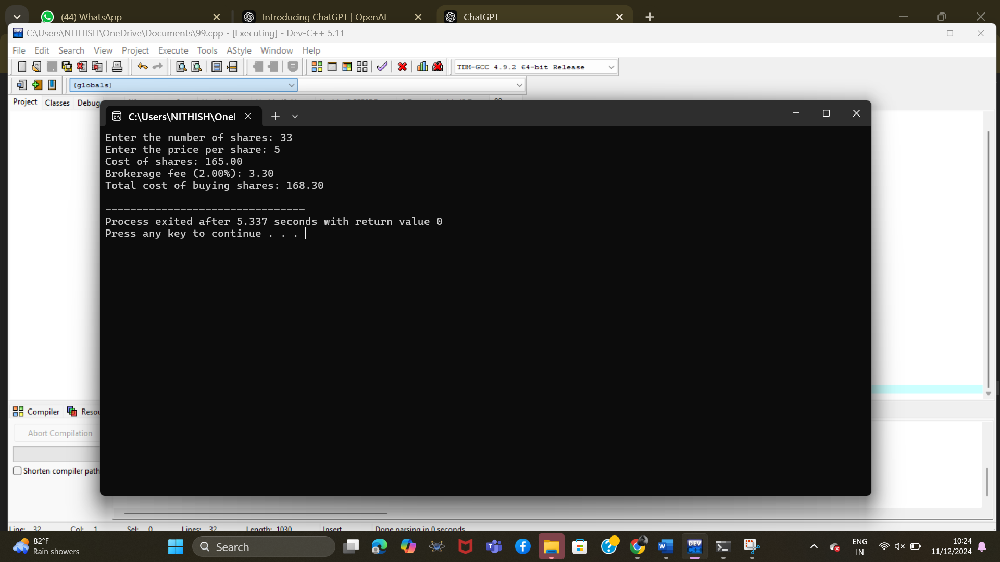 (44) WhatsApp
Introducing ChatGPT | OpenAI
ChatGPT
C:\Users\NITHISH\OneDrive\Documents\99.cpp - [Executing] - Dev-C++ 5.11
File Edit Search View Project Execute Tools AStyle Window Help
TDM-GCC 4.9.2 64-bit Release
(globals)
Project Classes Debug
C:\Users\NITHISH\OneI
Enter the number of shares: 33
Enter the price per share: 5
Cost of shares: 165.00
Brokerage fee (2.00%): 3.30
Total cost of buying shares: 168.30
--------------------------------
Process exited after 5.337 seconds with return value 0
Press any key to continue . . .
Compiler Resou
Abort Compilation
Shorten compiler path
Line: 32 Col: 1 Sel: 0 Lines: 32 Length: 1030 Insert Done parsing in 0 seconds
82°F
Rain showers
Search
DEV
ENG
IN
10:24
11/12/2024